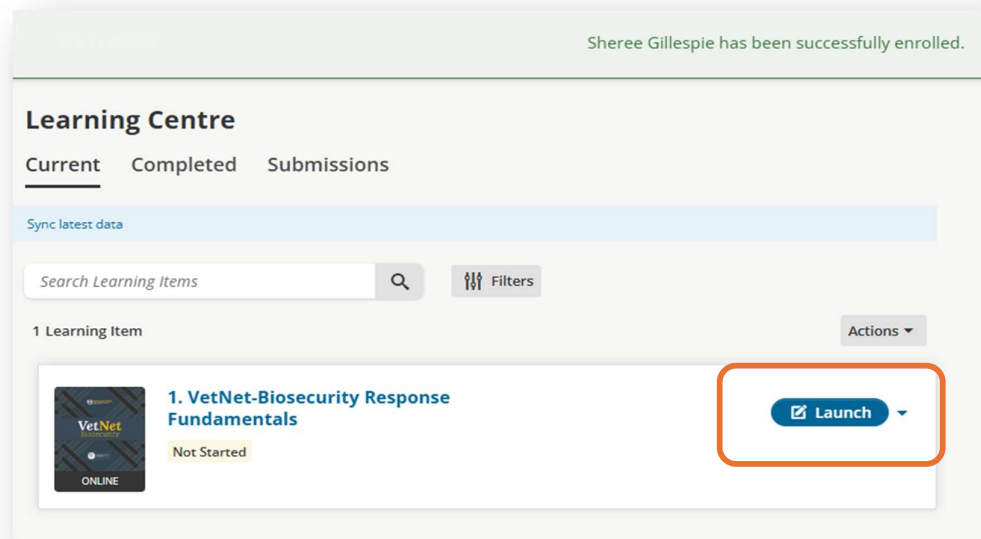 Sheree Gillespie has been successfully enrolled.
Learning Centre
Current Completed Submissions
Sync latest data
Search Learning Items
Filters
1 Learning Item
Actions
1. VetNet-Biosecurity Response
Fundamentals
Launch
Not Started
VetNet
Biosecurity
ONLINE